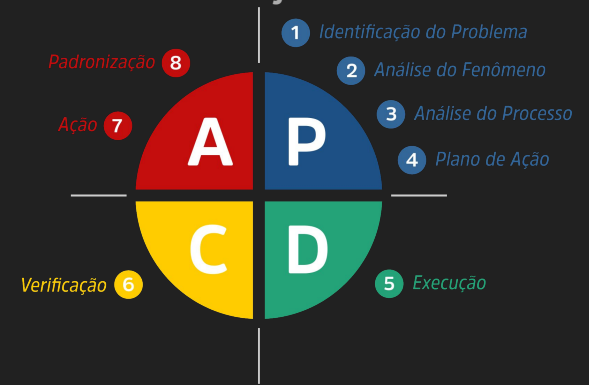 1 Identificação do Problema
2 Análise do Fenômeno
3 Análise do Processo
4 Plano de Ação
Padronização 8
Ação 7
A P
C D
Verificação 6
5 Execução